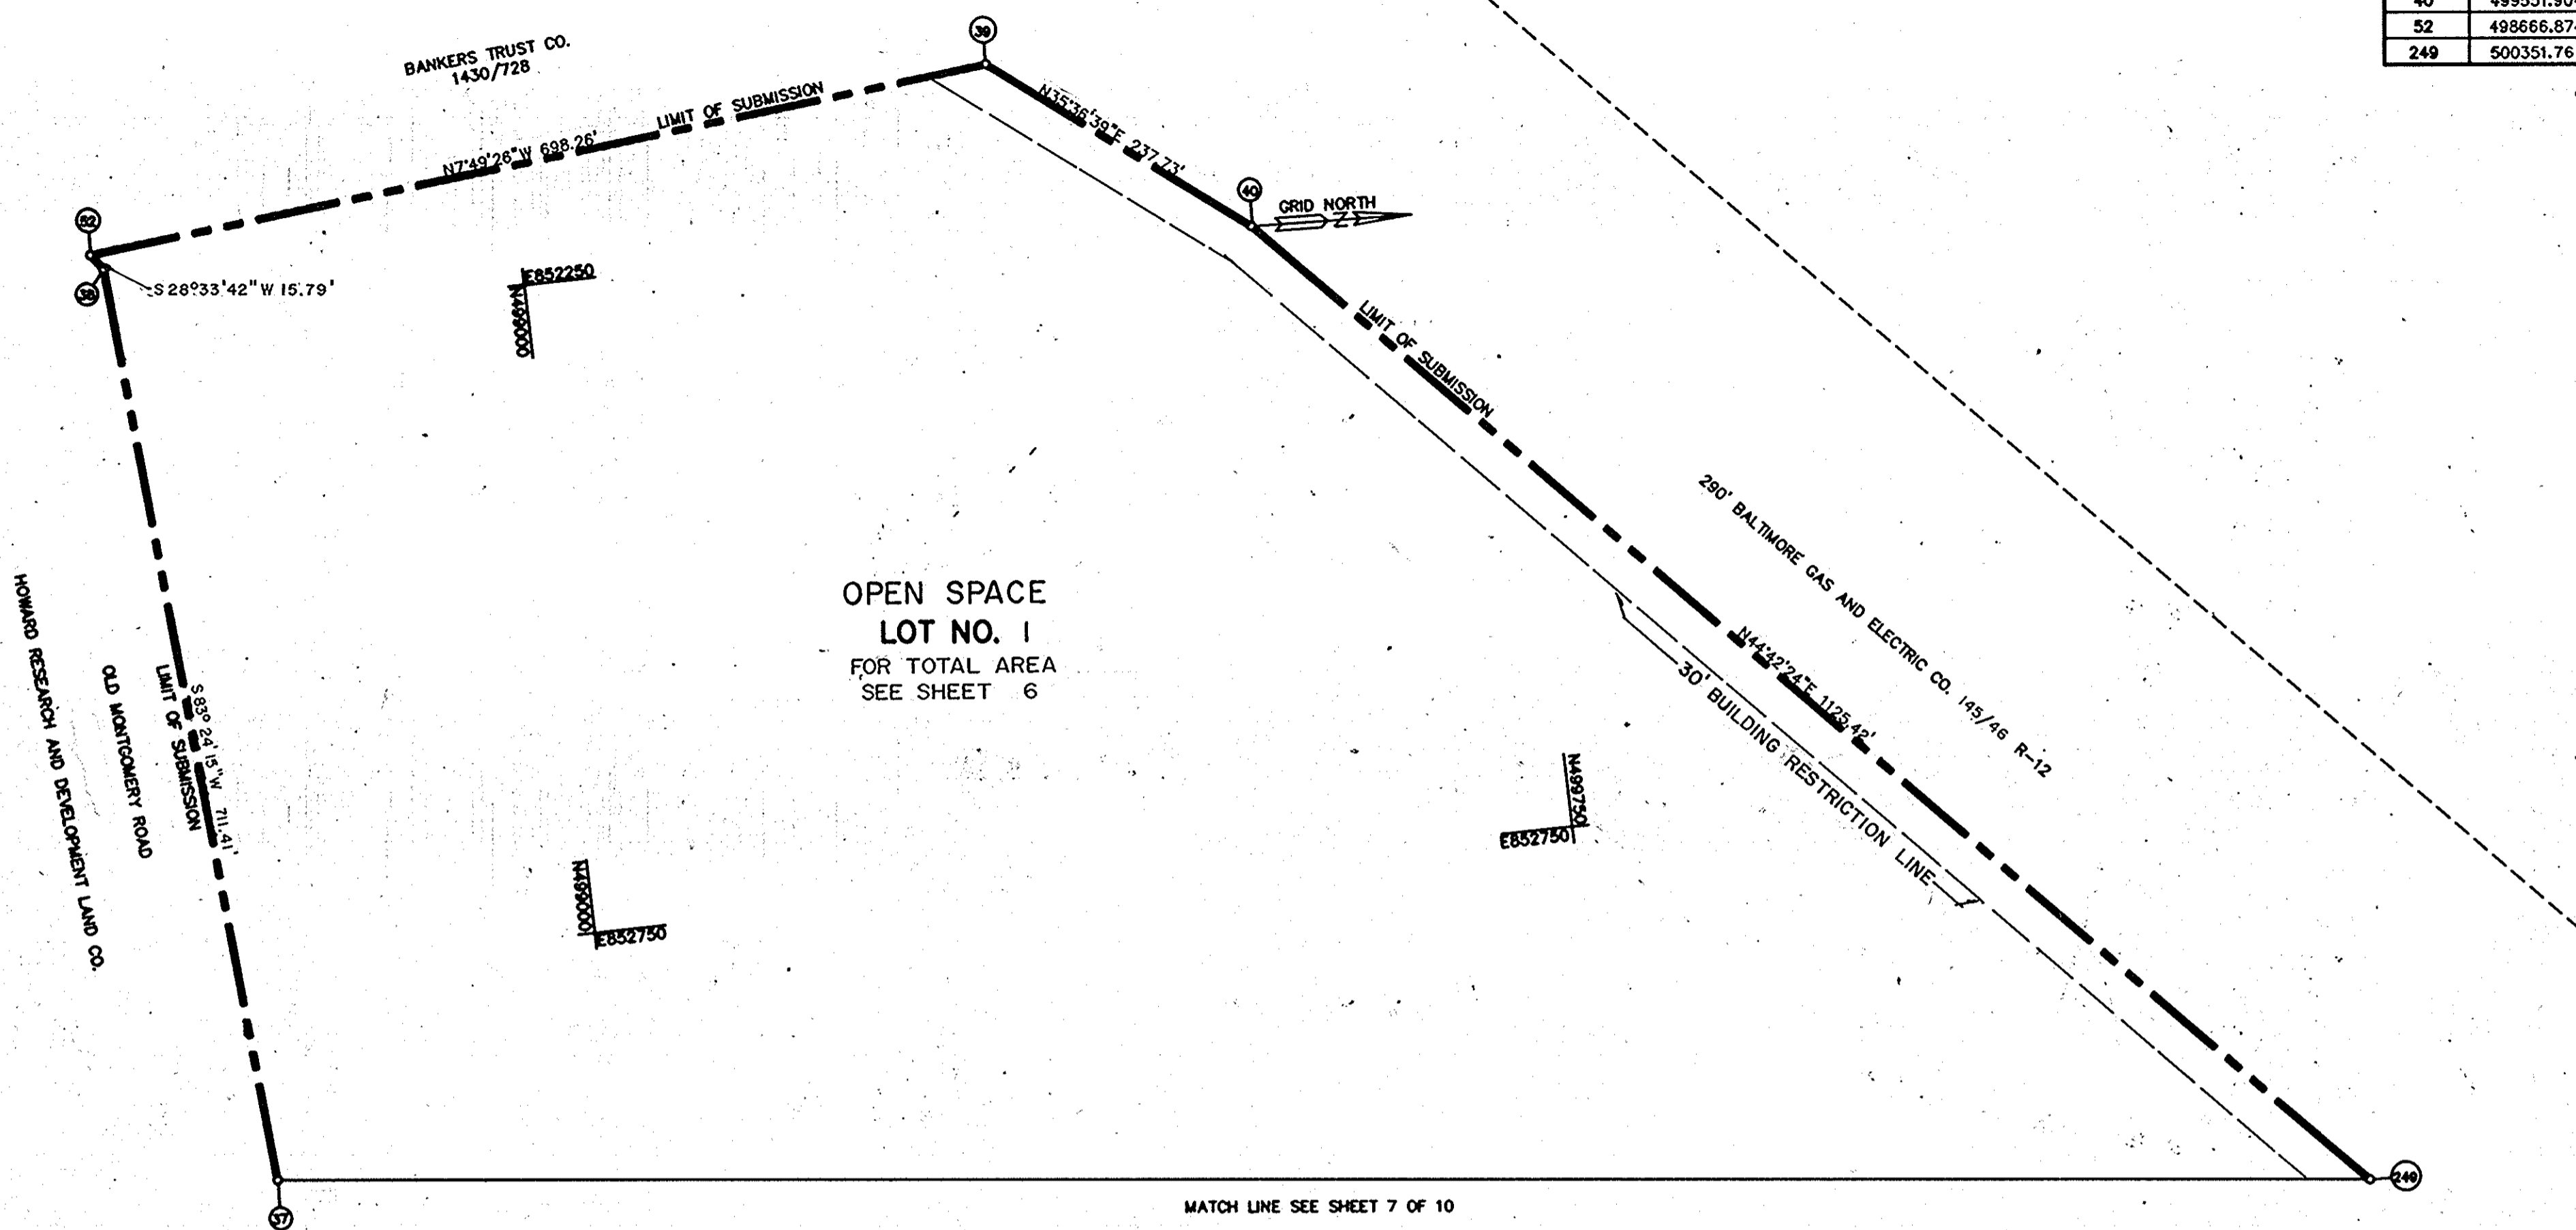 40 499551.90
52 498666.87
249 500351.76
39
BANKERS TRUST CO.
1430/728
LIMIT OF SUBMISSION
N7°49'26"W 698.26'
N35°36'39"E 237.73'
40
GRID NORTH
Z
52
38
S28°33'42"W 15.79'
E852250
N499000
LIMIT OF SUBMISSION
290' BALTIMORE GAS AND ELECTRIC CO. 145/46 R-12
N44°42'24"E 1125.42'
30' BUILDING RESTRICTION LINE
OPEN SPACE
LOT NO. 1
FOR TOTAL AREA
SEE SHEET 6
HOWARD RESEARCH AND DEVELOPMENT LAND CO.
OLD MONTGOMERY ROAD
LIMIT OF SUBMISSION
S83°24'15"W 711.41'
N499750
E852750
N499000
E852750
249
MATCH LINE SEE SHEET 7 OF 10
37